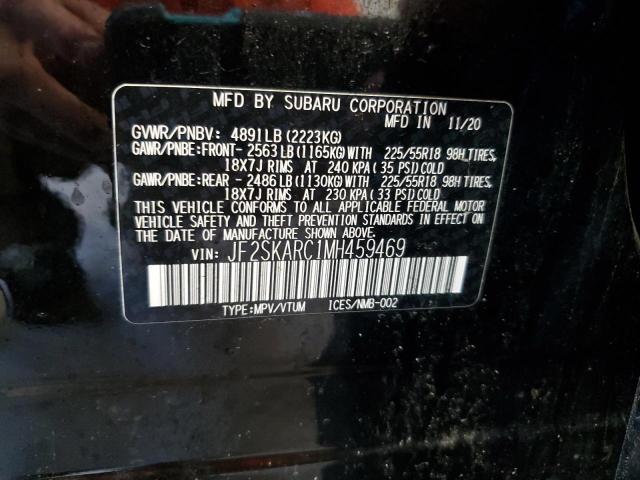 MFD BY SUBARU CORPORATION
MFD IN 11/20
GVWR/PNBV: 4891LB (2223KG)
GAWR/PNBE:FRONT- 2563LB (1165KG)WITH 225/55R18 98H TIRES,
18X7J RIMS AT 240 KPA (35 PSI)COLD
GAWR/PNBE:REAR - 2486LB (1130KG)WITH 225/55R18 98H TIRES,
18X7J RIMS AT 230 KPA (33 PSI)COLD
THIS VEHICLE CONFORMS TO ALL APPLICABLE FEDERAL MOTOR
VEHICLE SAFETY AND THEFT PREVENTION STANDARDS IN EFFECT ON
THE DATE OF MANUFACTURE SHOWN ABOVE.
VIN: JF2SKARC1MH459469
TYPE:MPV/VTUM ICES/NMB-002